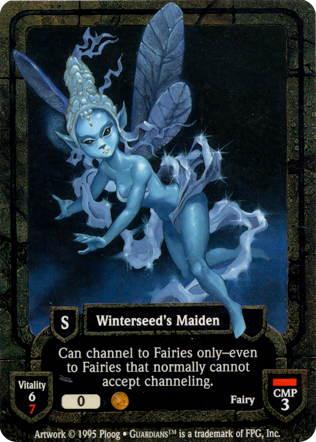 S
Winterseed's Maiden
Can channel to Fairies only–even
to Fairies that normally cannot
accept channeling.
Vitality
6
7
0
Fairy
CMP
3
Artwork © 1995 Ploog • GUARDIANS™ is a trademark of FPG, Inc.